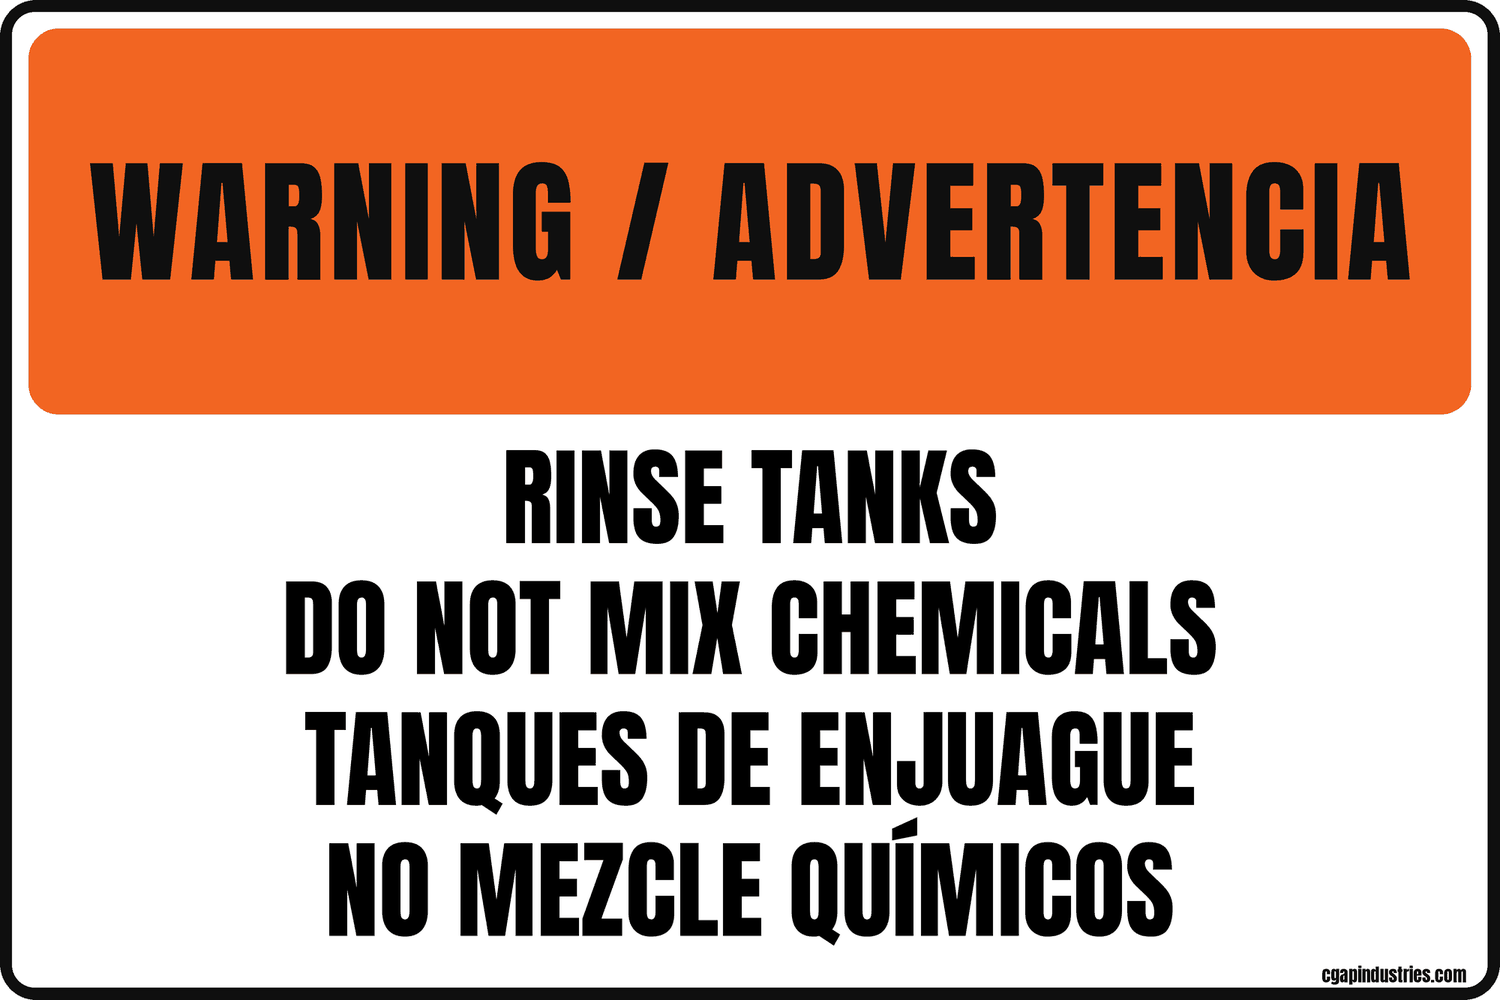 WARNING / ADVERTENCIA
RINSE TANKS
DO NOT MIX CHEMICALS
TANQUES DE ENJUAGUE
NO MEZCLE QUÍMICOS
cgapindustries.com